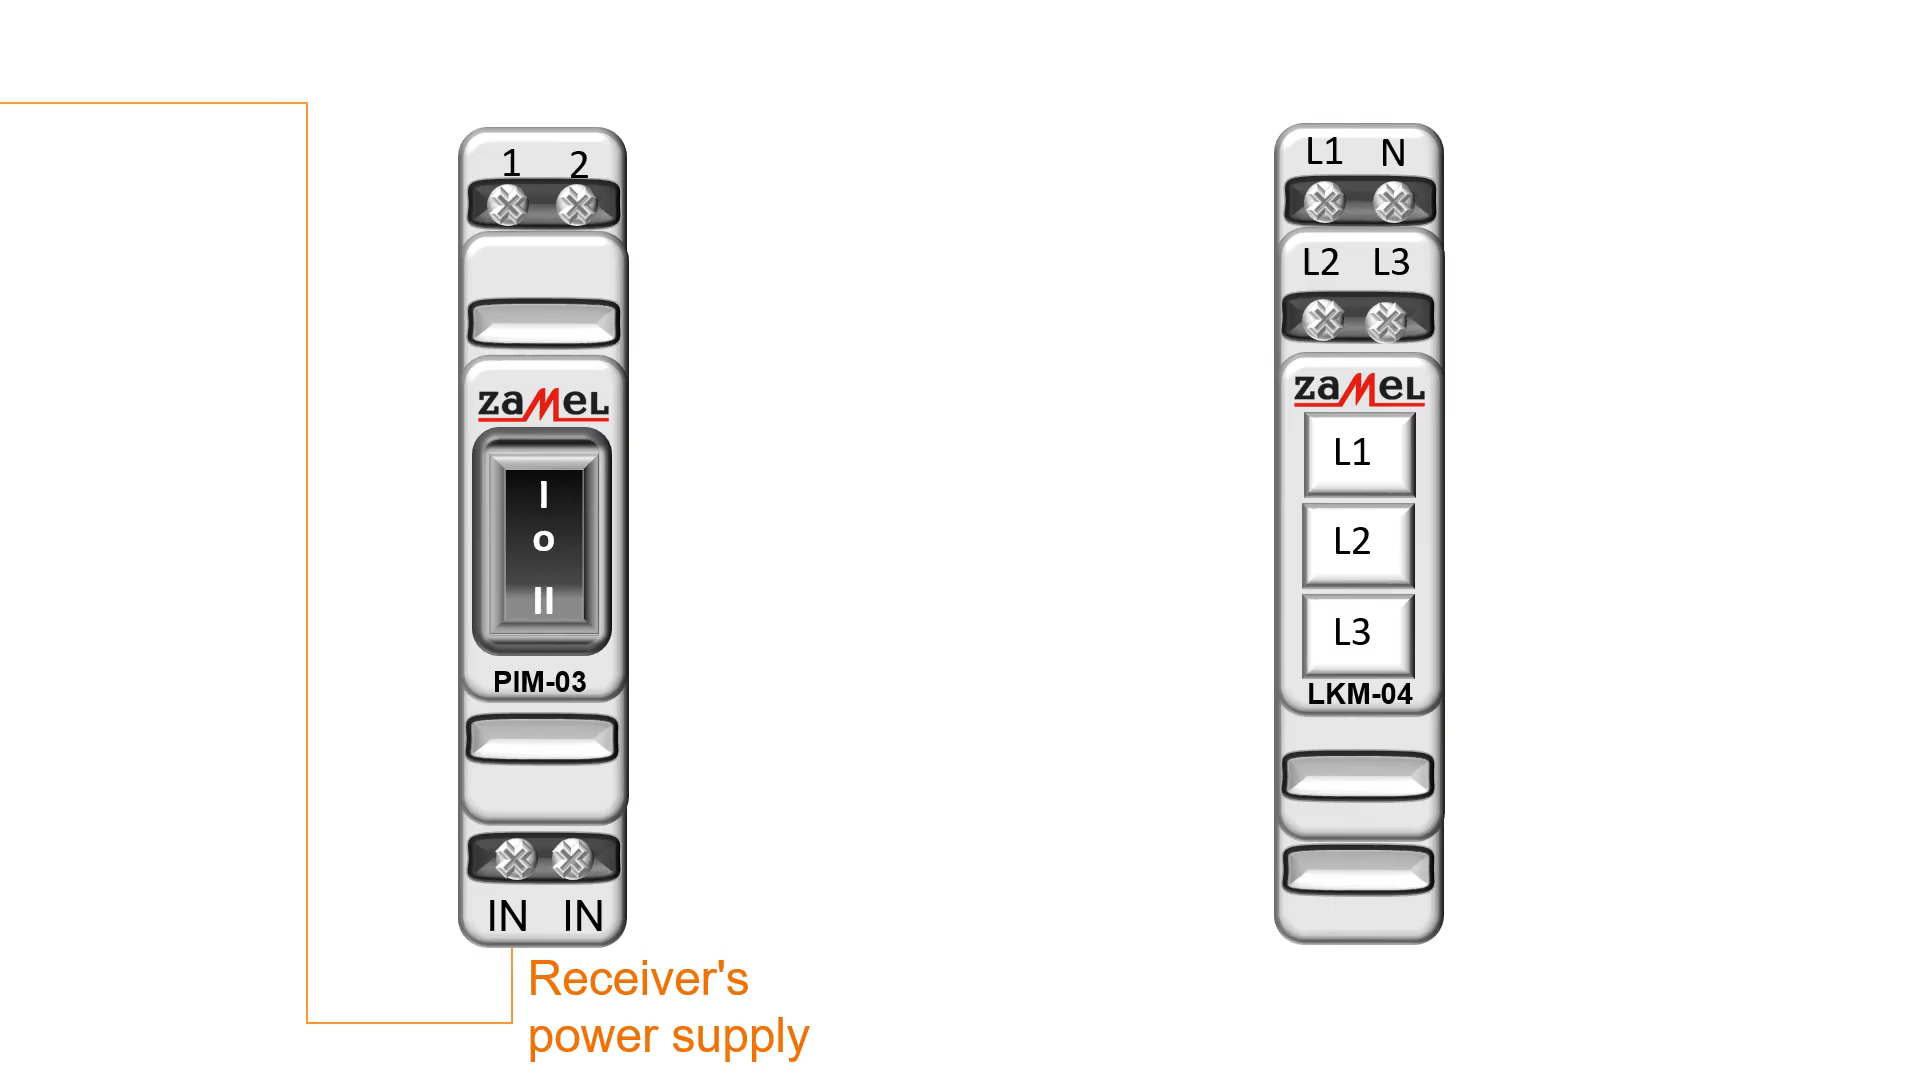 1 2
zaMeL
I
O
II
PIM-03
IN IN
Receiver's
power supply
L1 N
L2 L3
zaMeL
L1
L2
L3
LKM-04